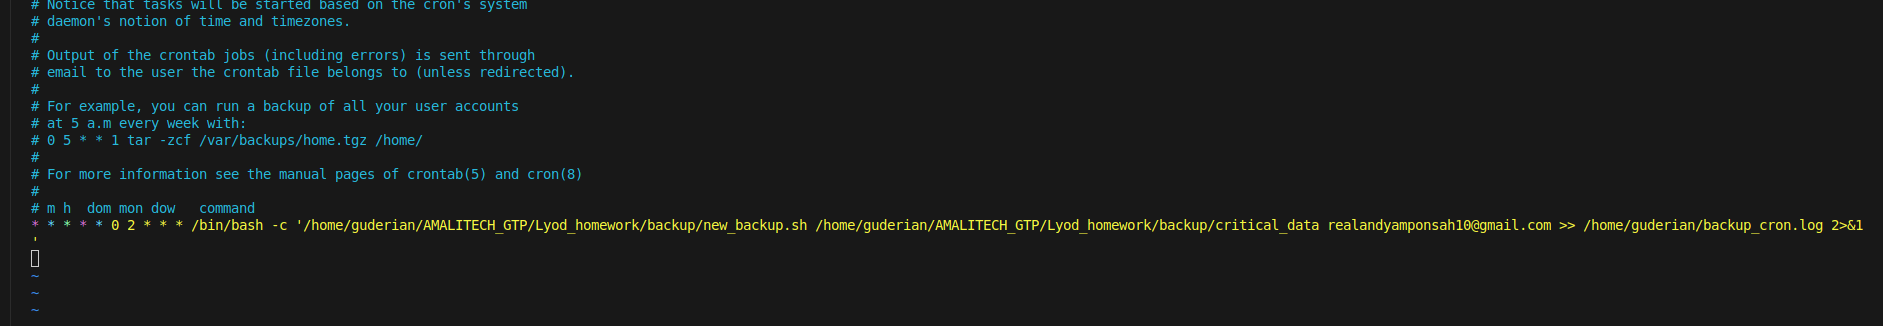 # Notice that tasks will be started based on the cron's system
# daemon's notion of time and timezones.
#
# Output of the crontab jobs (including errors) is sent through
# email to the user the crontab file belongs to (unless redirected).
#
# For example, you can run a backup of all your user accounts
# at 5 a.m every week with:
# 0 5 * * 1 tar -zcf /var/backups/home.tgz /home/
#
# For more information see the manual pages of crontab(5) and cron(8)
#
# m h  dom mon dow   command
* * * * * 0 2 * * * /bin/bash -c '/home/guderian/AMALITECH_GTP/Lyod_homework/backup/new_backup.sh /home/guderian/AMALITECH_GTP/Lyod_homework/backup/critical_data realandyamponsah10@gmail.com >> /home/guderian/backup_cron.log 2>&1
'
~
~
~